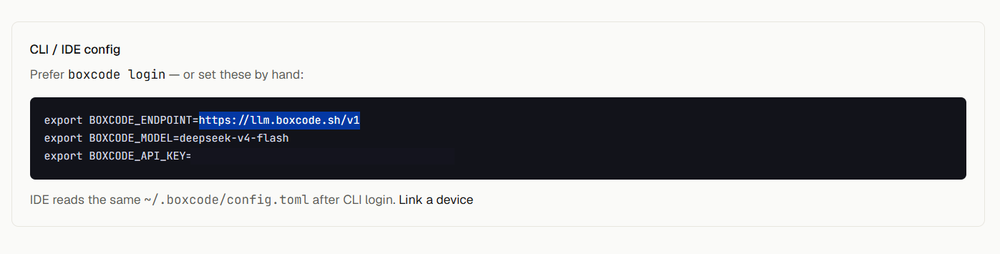 CLI / IDE config
Prefer boxcode login — or set these by hand:
export BOXCODE_ENDPOINT=https://llm.boxcode.sh/v1
export BOXCODE_MODEL=deepseek-v4-flash
export BOXCODE_API_KEY=
IDE reads the same ~/.boxcode/config.toml after CLI login. Link a device